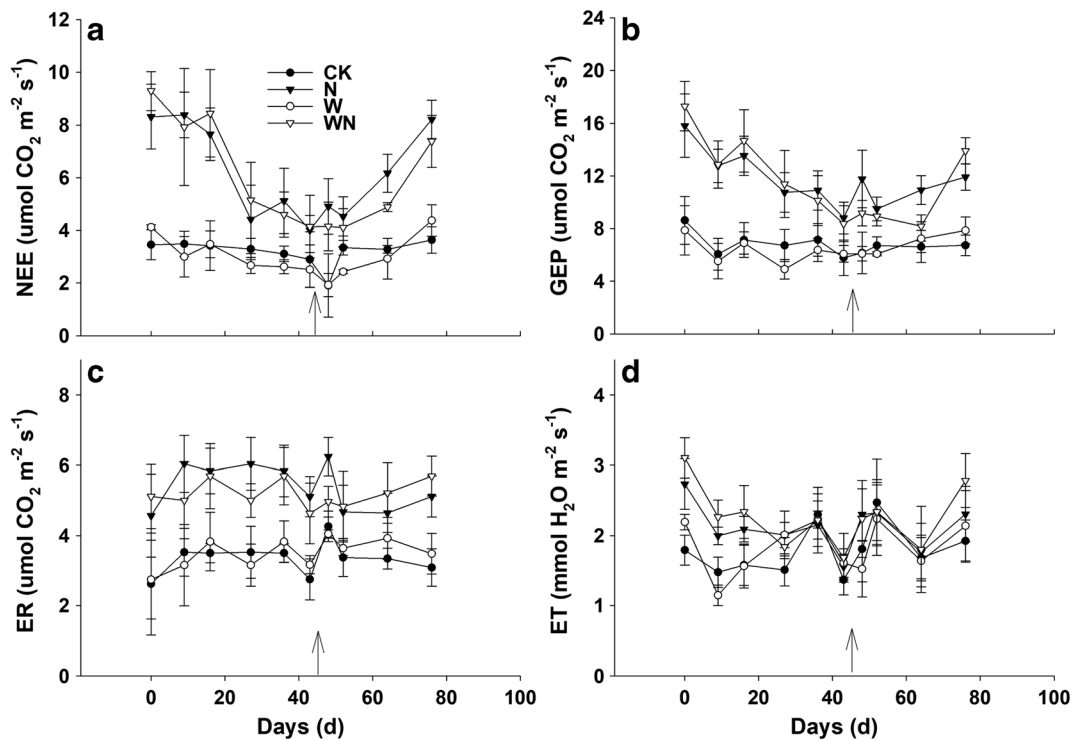 a
12
10
8
6
4
2
0
NEE (umol CO2 m-2 s-1)
CK
N
W
WN
b
24
20
16
12
8
4
0
GEP (umol CO2 m-2 s-1)
c
8
6
4
2
0
ER (umol CO2 m-2 s-1)
0 20 40 60 80 100
Days (d)
d
4
3
2
1
0
ET (mmol H2O m-2 s-1)
0 20 40 60 80 100
Days (d)